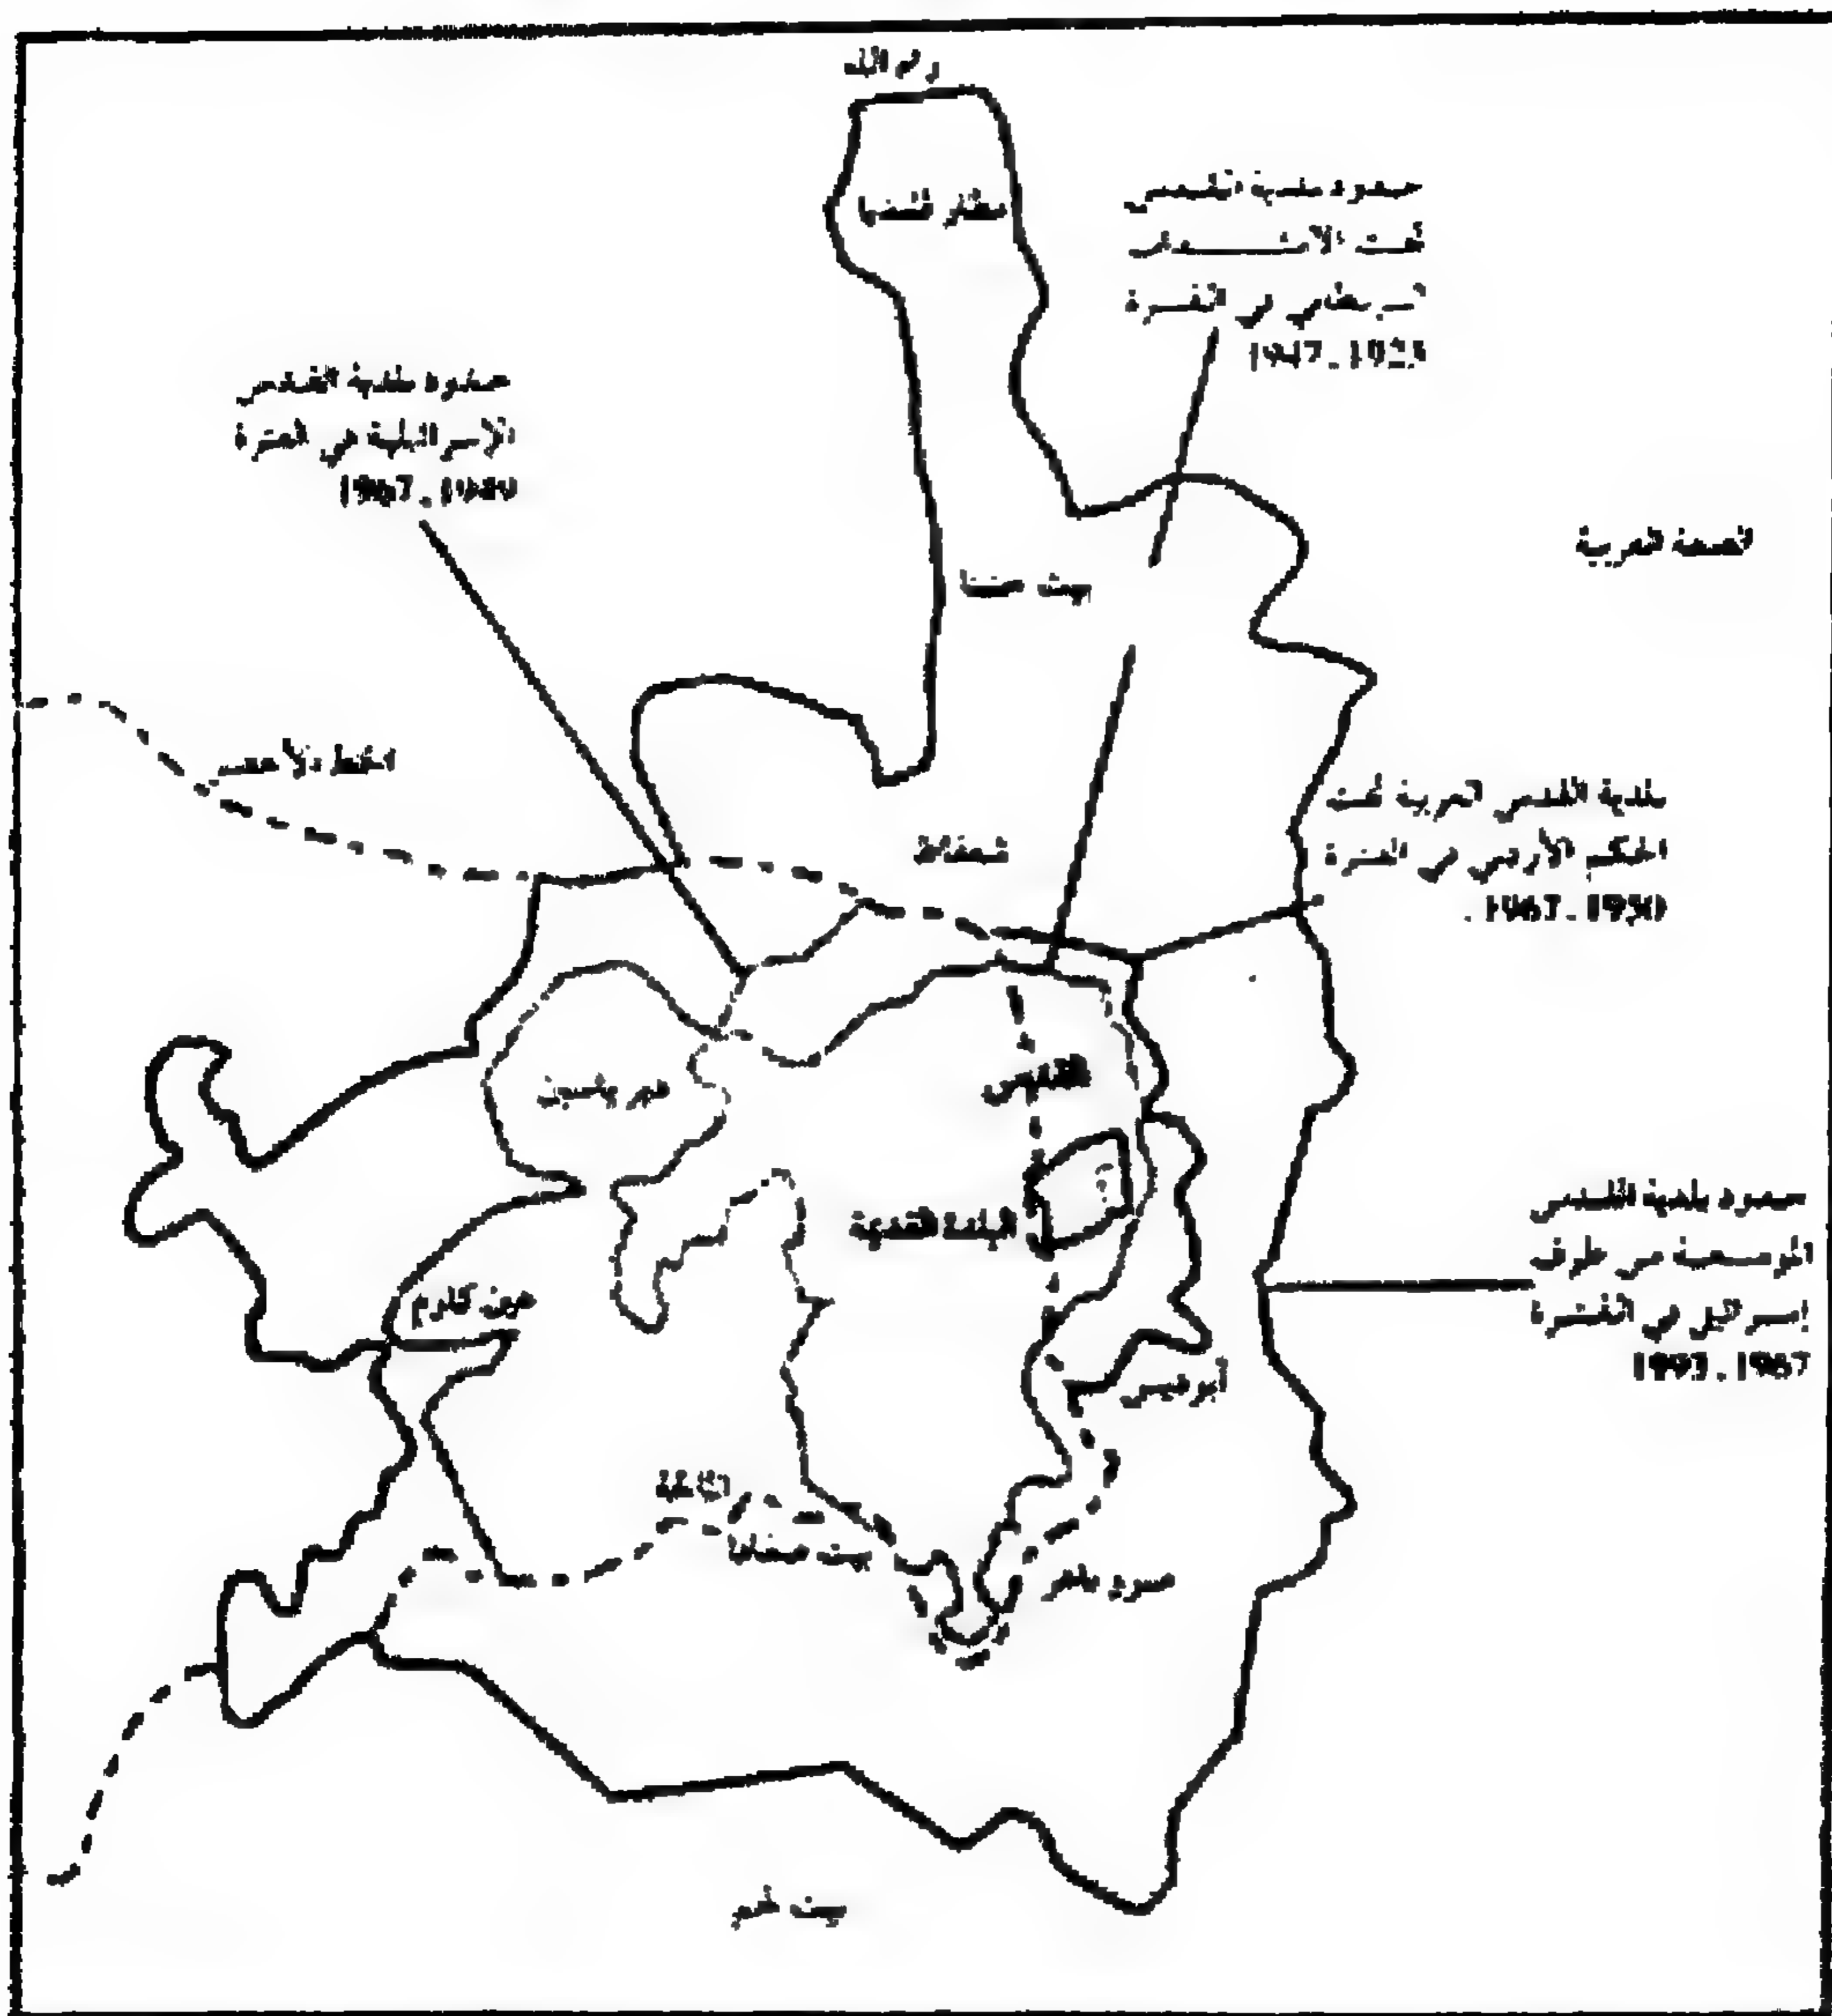 رام الله
مطار قلنديا
حدود بلدية القدس
تحت الانتداب
البريطاني في الفترة
1947.1925
حدود بلدية القدس
الاسرائيلية في الفترة
1967.1949
الضفة الغربية
بيت حنينا
الخط الأخضر
بلدية القدس العربية تحت
الحكم الأردني في الفترة
1967.1950.
شعفاط
القدس
دير ياسين
حدود بلدية القدس
الموسعة من طرف
إسرائيل في الفترة
1993.1967
البلدة القديمة
عين كارم
أبو ديس
بيت صفافا
صور باهر
بيت لحم